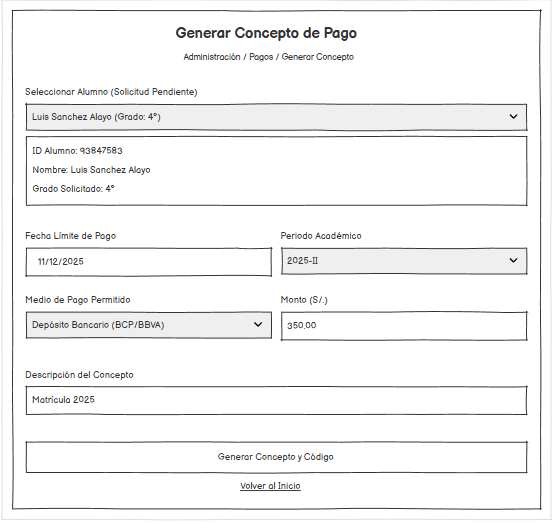 Generar Concepto de Pago
Administración / Pagos / Generar Concepto
Seleccionar Alumno (Solicitud Pendiente)
Luis Sanchez Alayo (Grado: 4°)
ID Alumno: 93847583
Nombre: Luis Sanchez Alayo
Grado Solicitado: 4°
Fecha Límite de Pago
Periodo Académico
11/12/2025
2025-II
Medio de Pago Permitido
Monto (S/.)
Depósito Bancario (BCP/BBVA)
350.00
Descripción del Concepto
Matrícula 2025
Generar Concepto y Código
Volver al Inicio